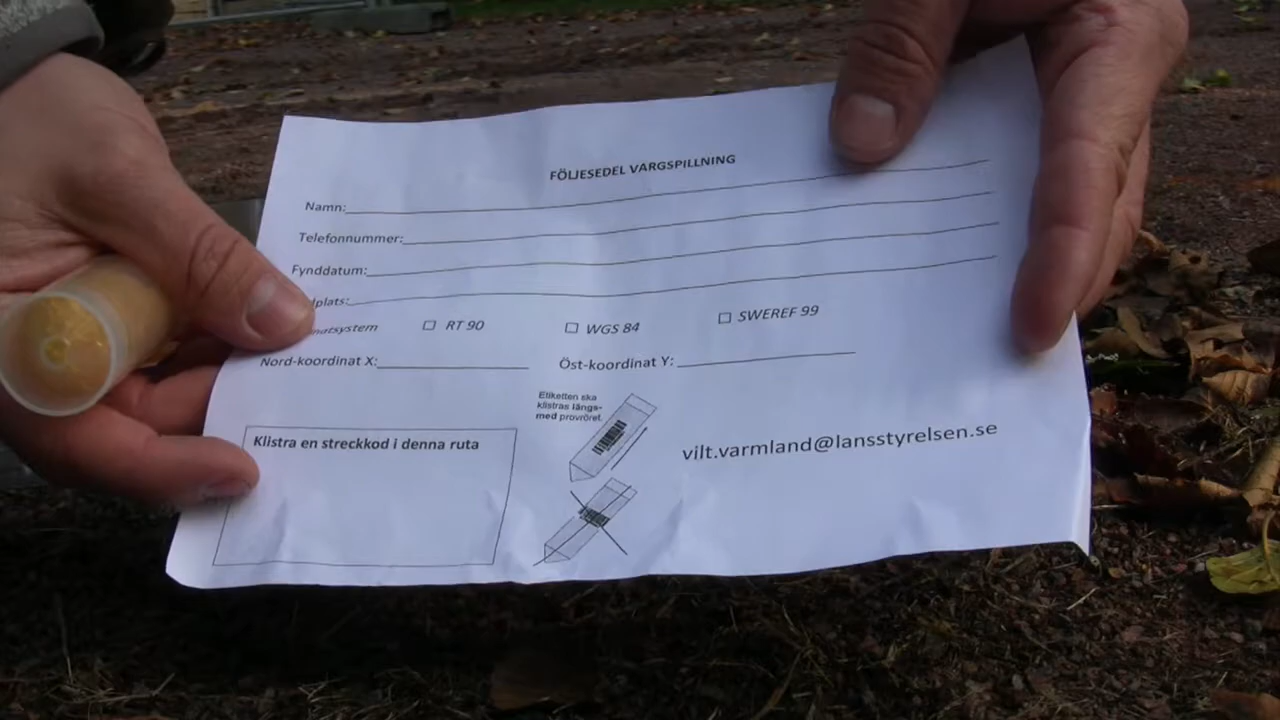 FÖLJESEDEL VARGSPILLNING
Namn:
Telefonnummer:
Fynddatum:
RT 90 WGS 84 SWEREF 99
Nord-koordinat X: Öst-koordinat Y:
Etiketten ska
klistras längs-
med provröret.
Klistra en streckkod i denna ruta
vilt.varmland@lansstyrelsen.se